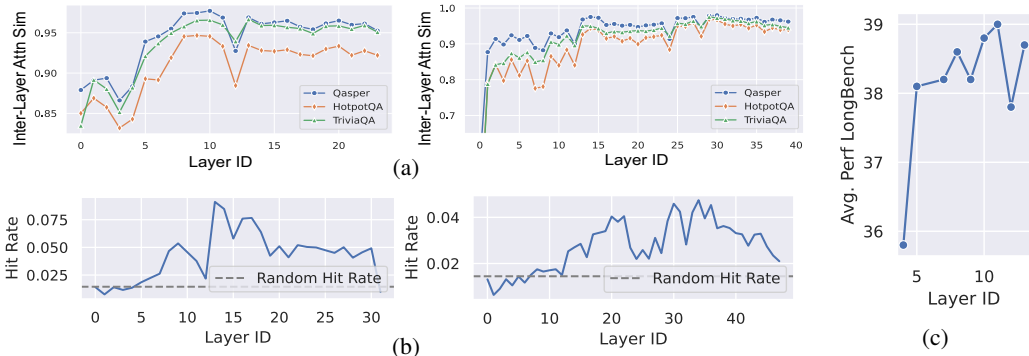 Inter-Layer Attn Sim
0.95
0.90
0.85
Qasper
HotpotQA
TriviaQA
0 5 10 15 20
Layer ID
Inter-Layer Attn Sim
1.0
0.9
0.8
0.7
Qasper
HotpotQA
TriviaQA
0 5 10 15 20 25 30 35 40
Layer ID
(a)
Hit Rate
0.075
0.050
0.025
Random Hit Rate
0 5 10 15 20 25 30
Layer ID
Hit Rate
0.04
0.02
Random Hit Rate
0 10 20 30 40
Layer ID
(b)
Avg. Perf LongBench
39
38
37
36
5 10
Layer ID
(c)